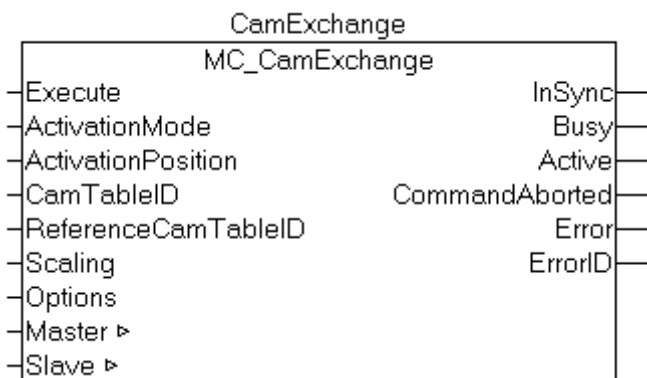 CamExchange
MC_CamExchange
Execute InSync
ActivationMode Busy
ActivationPosition Active
CamTableID CommandAborted
ReferenceCamTableID Error
Scaling ErrorID
Options
Master
Slave